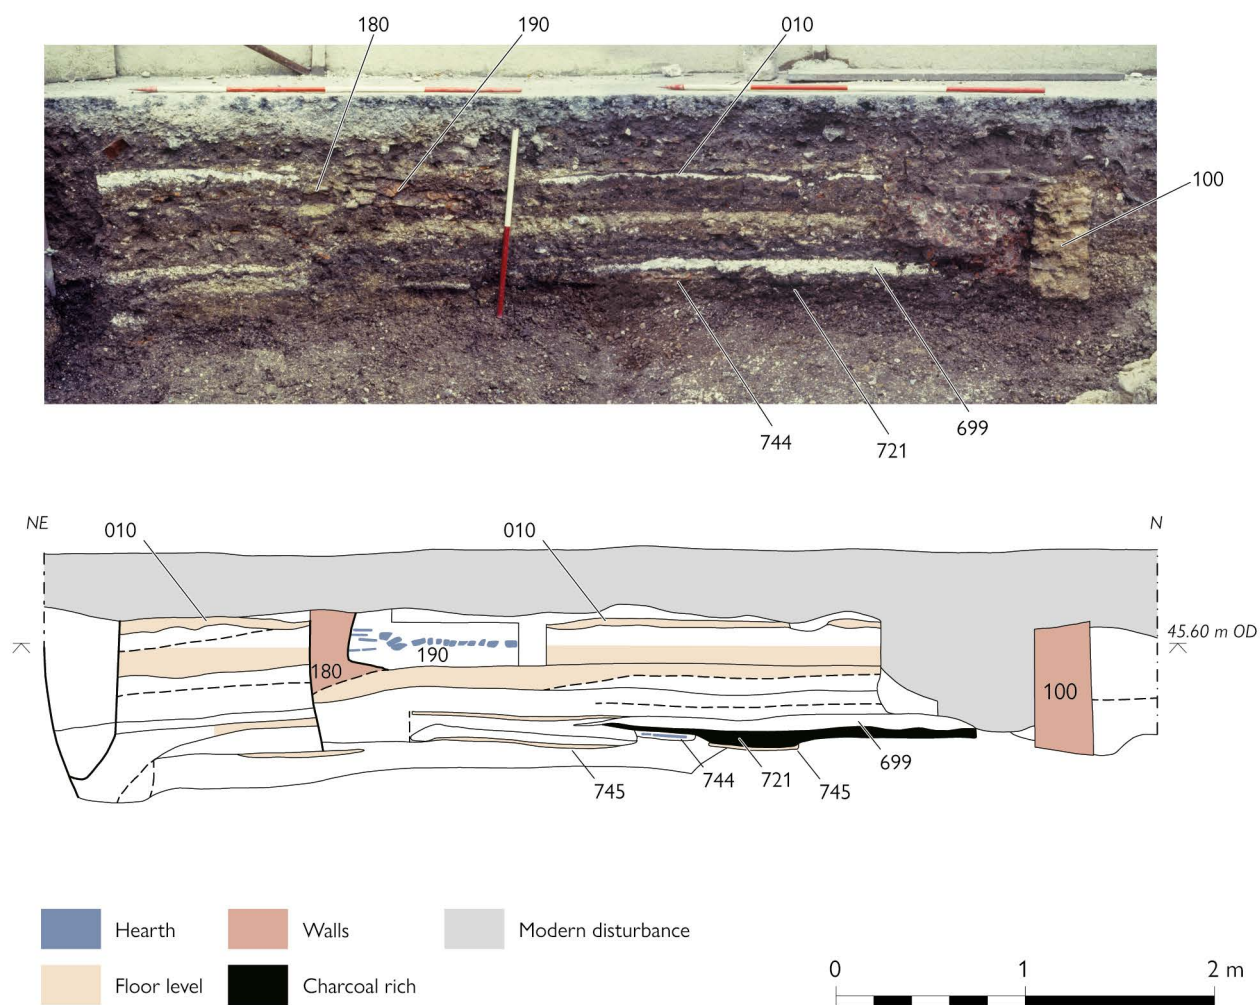 180 190 010
100
744 721 699
NE N
010 010
45.60 m OD
190
180
100
699
745 744 721 745
Hearth Walls Modern disturbance
Floor level Charcoal rich
0 1 2 m